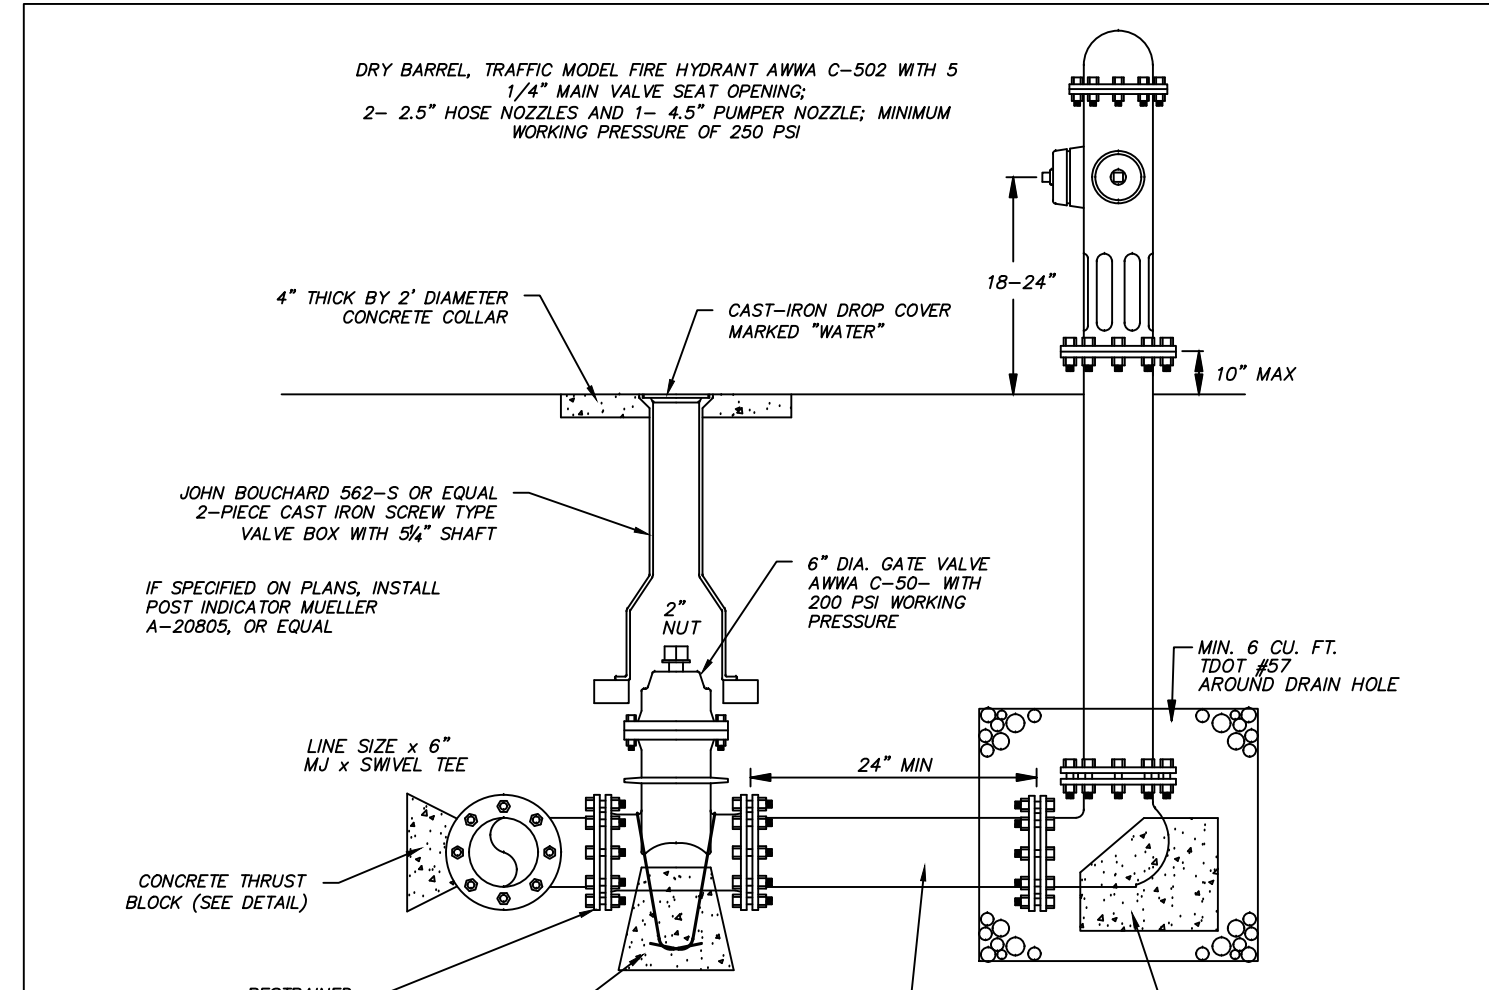 DRY BARREL, TRAFFIC MODEL FIRE HYDRANT AWWA C-502 WITH 5
1/4" MAIN VALVE SEAT OPENING;
2- 2.5" HOSE NOZZLES AND 1- 4.5" PUMPER NOZZLE; MINIMUM
WORKING PRESSURE OF 250 PSI
18-24"
4" THICK BY 2' DIAMETER
CONCRETE COLLAR
CAST-IRON DROP COVER
MARKED "WATER"
10" MAX
JOHN BOUCHARD 562-S OR EQUAL
2-PIECE CAST IRON SCREW TYPE
VALVE BOX WITH 5¼" SHAFT
6" DIA. GATE VALVE
AWWA C-50- WITH
200 PSI WORKING
PRESSURE
IF SPECIFIED ON PLANS, INSTALL
POST INDICATOR MUELLER
A-20805, OR EQUAL
2"
NUT
MIN. 6 CU. FT.
TDOT #57
AROUND DRAIN HOLE
LINE SIZE x 6"
MJ x SWIVEL TEE
24" MIN
CONCRETE THRUST
BLOCK (SEE DETAIL)